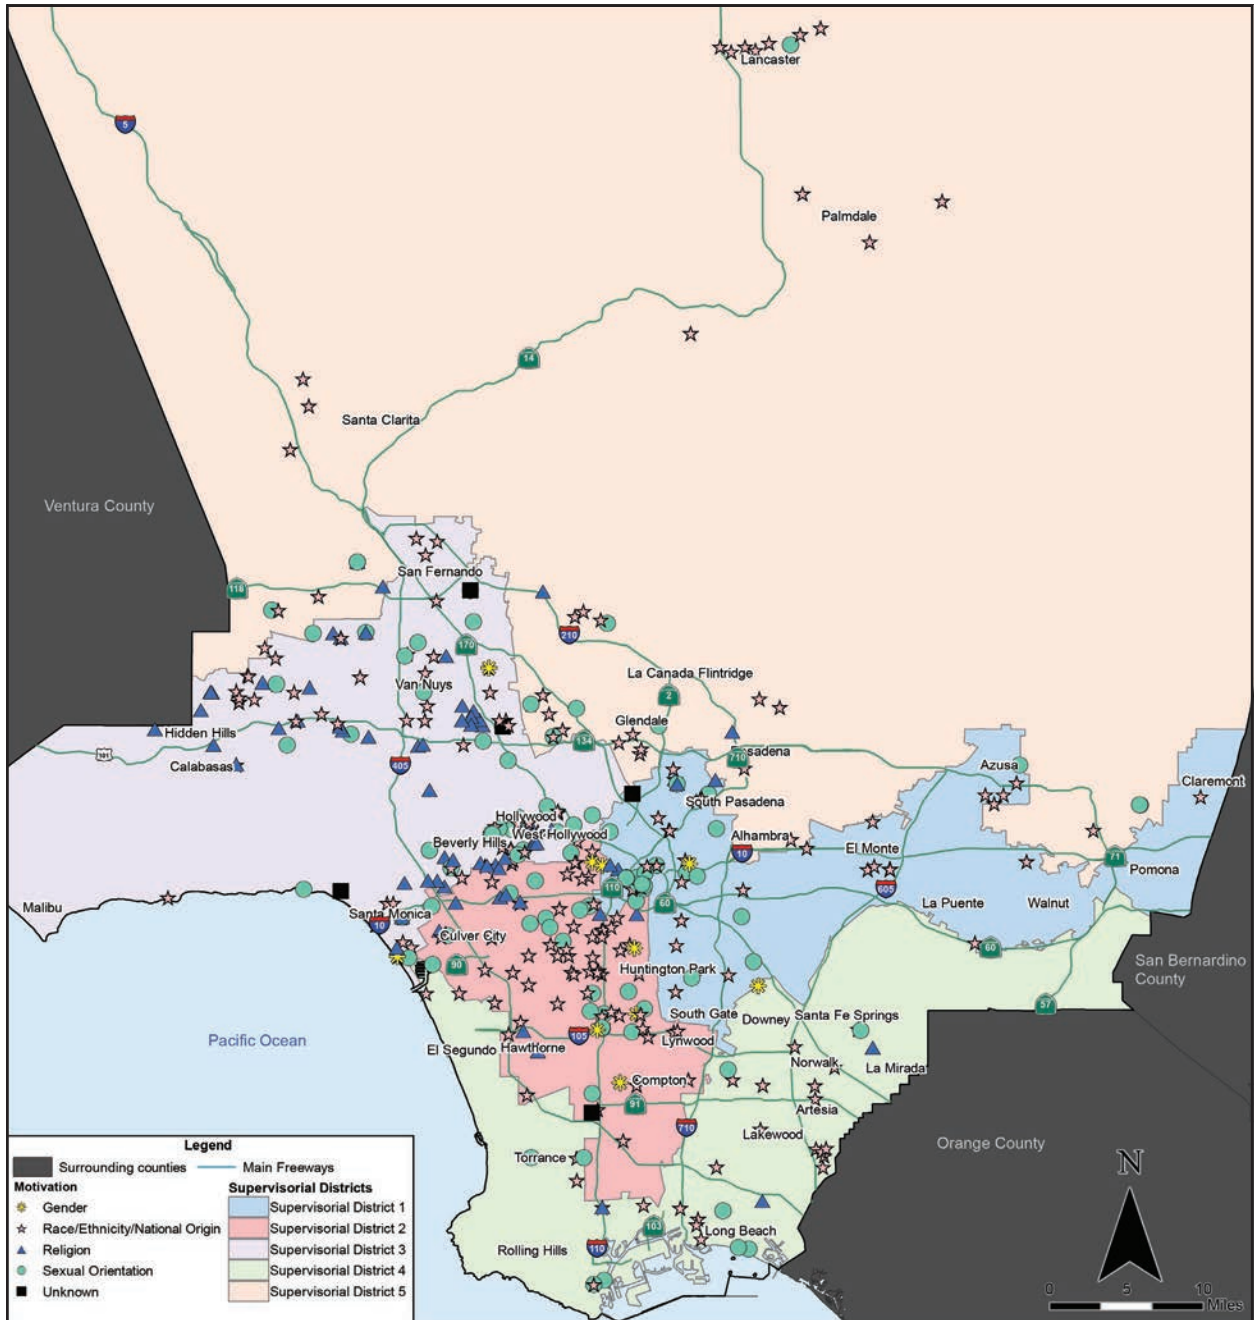 Lancaster
5
Palmdale
14
Santa Clarita
Ventura County
San Fernando
118
210
170
La Canada Flintridge
2
Van Nuys
Glendale
Hidden Hills
134
Pasadena
710
Azusa
101
Calabasas
405
Claremont
South Pasadena
Hollywood
West Hollywood
Beverly Hills
Alhambra
10
El Monte
71
Pomona
110
605
60
La Puente
Walnut
Malibu
Santa Monica
10
Culver City
60
90
Huntington Park
San Bernardino
County
57
South Gate
Downey
Santa Fe Springs
Pacific Ocean
105
El Segundo
Hawthorne
Lynwood
Norwalk
La Mirada
Compton
91
Artesia
710
Lakewood
Orange County
Torrance
N
103
Long Beach
Rolling Hills
110
0 5 10
Miles
Legend
Surrounding counties
Main Freeways
Motivation
Supervisorial Districts
Gender
Supervisorial District 1
Race/Ethnicity/National Origin
Supervisorial District 2
Religion
Supervisorial District 3
Sexual Orientation
Supervisorial District 4
Unknown
Supervisorial District 5